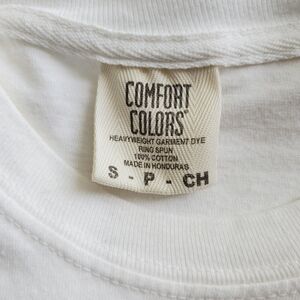 COMFORT
COLORS®
HEAVYWEIGHT GARMENT DYE
RING SPUN
100% COTTON
MADE IN HONDURAS
S - P - CH